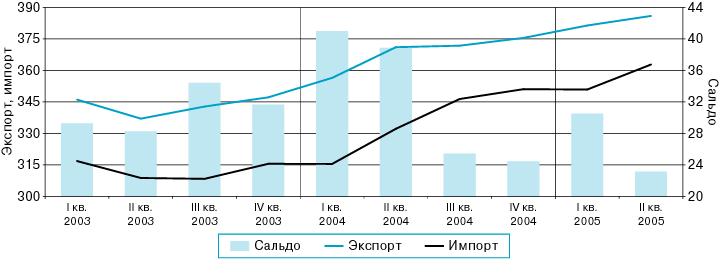 390
375
360
345
330
315
300
Экспорт, импорт
44
40
36
32
28
24
20
Сальдо
I кв. 2003
II кв. 2003
III кв. 2003
IV кв. 2003
I кв. 2004
II кв. 2004
III кв. 2004
IV кв. 2004
I кв. 2005
II кв. 2005
Сальдо
Экспорт
Импорт